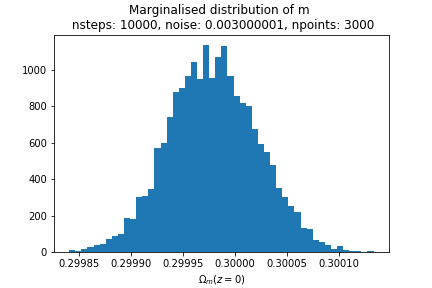 Marginalised distribution of m
nsteps: 10000, noise: 0.003000001, npoints: 3000
1000
800
600
400
200
0
0.29985 0.29990 0.29995 0.30000 0.30005 0.30010
Ωm(z = 0)